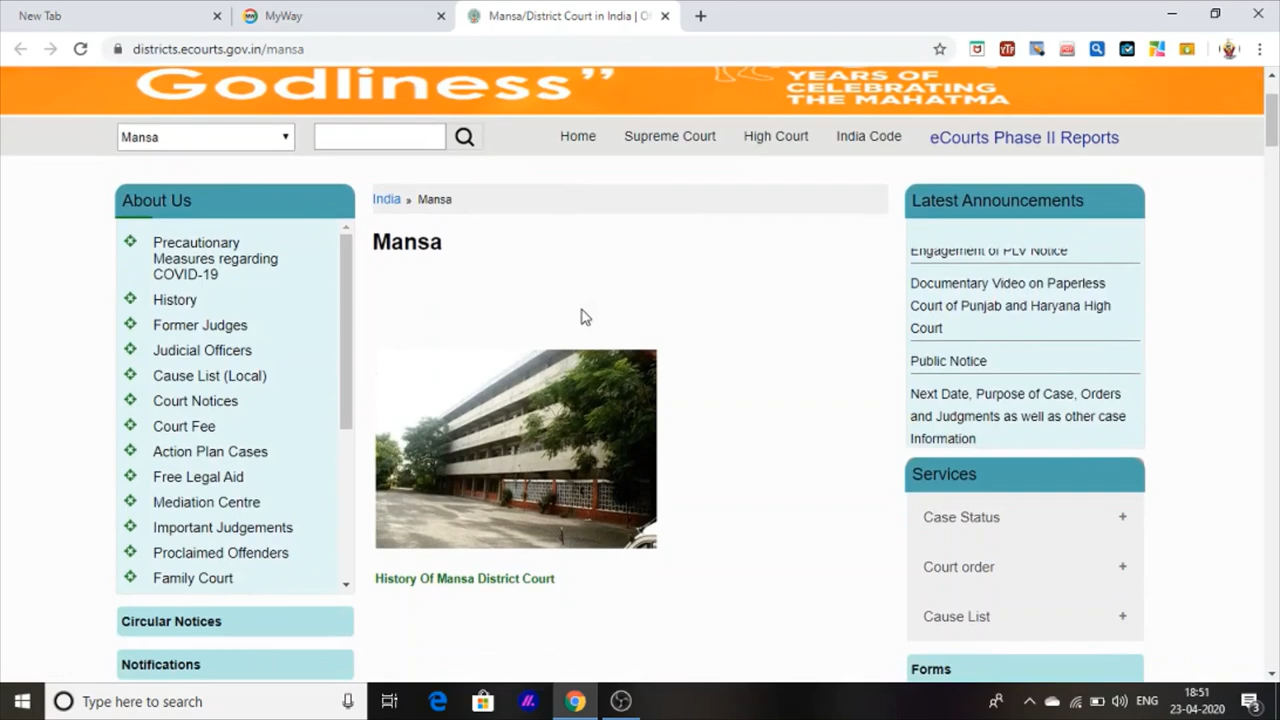 New Tab
MyWay
Mansa/District Court in India | O
districts.ecourts.gov.in/mansa
Godliness”
YEARS OF
CELEBRATING
THE MAHATMA
Mansa
Home
Supreme Court
High Court
India Code
eCourts Phase II Reports
About Us
Precautionary
Measures regarding
COVID-19
History
Former Judges
Judicial Officers
Cause List (Local)
Court Notices
Court Fee
Action Plan Cases
Free Legal Aid
Mediation Centre
Important Judgements
Proclaimed Offenders
Family Court
Circular Notices
Notifications
India » Mansa
Mansa
History Of Mansa District Court
Latest Announcements
Engagement of PLV Notice
Documentary Video on Paperless
Court of Punjab and Haryana High
Court
Public Notice
Next Date, Purpose of Case, Orders
and Judgments as well as other case
Information
Services
Case Status +
Court order +
Cause List +
Forms
Type here to search
ENG
18:51
23-04-2020
3